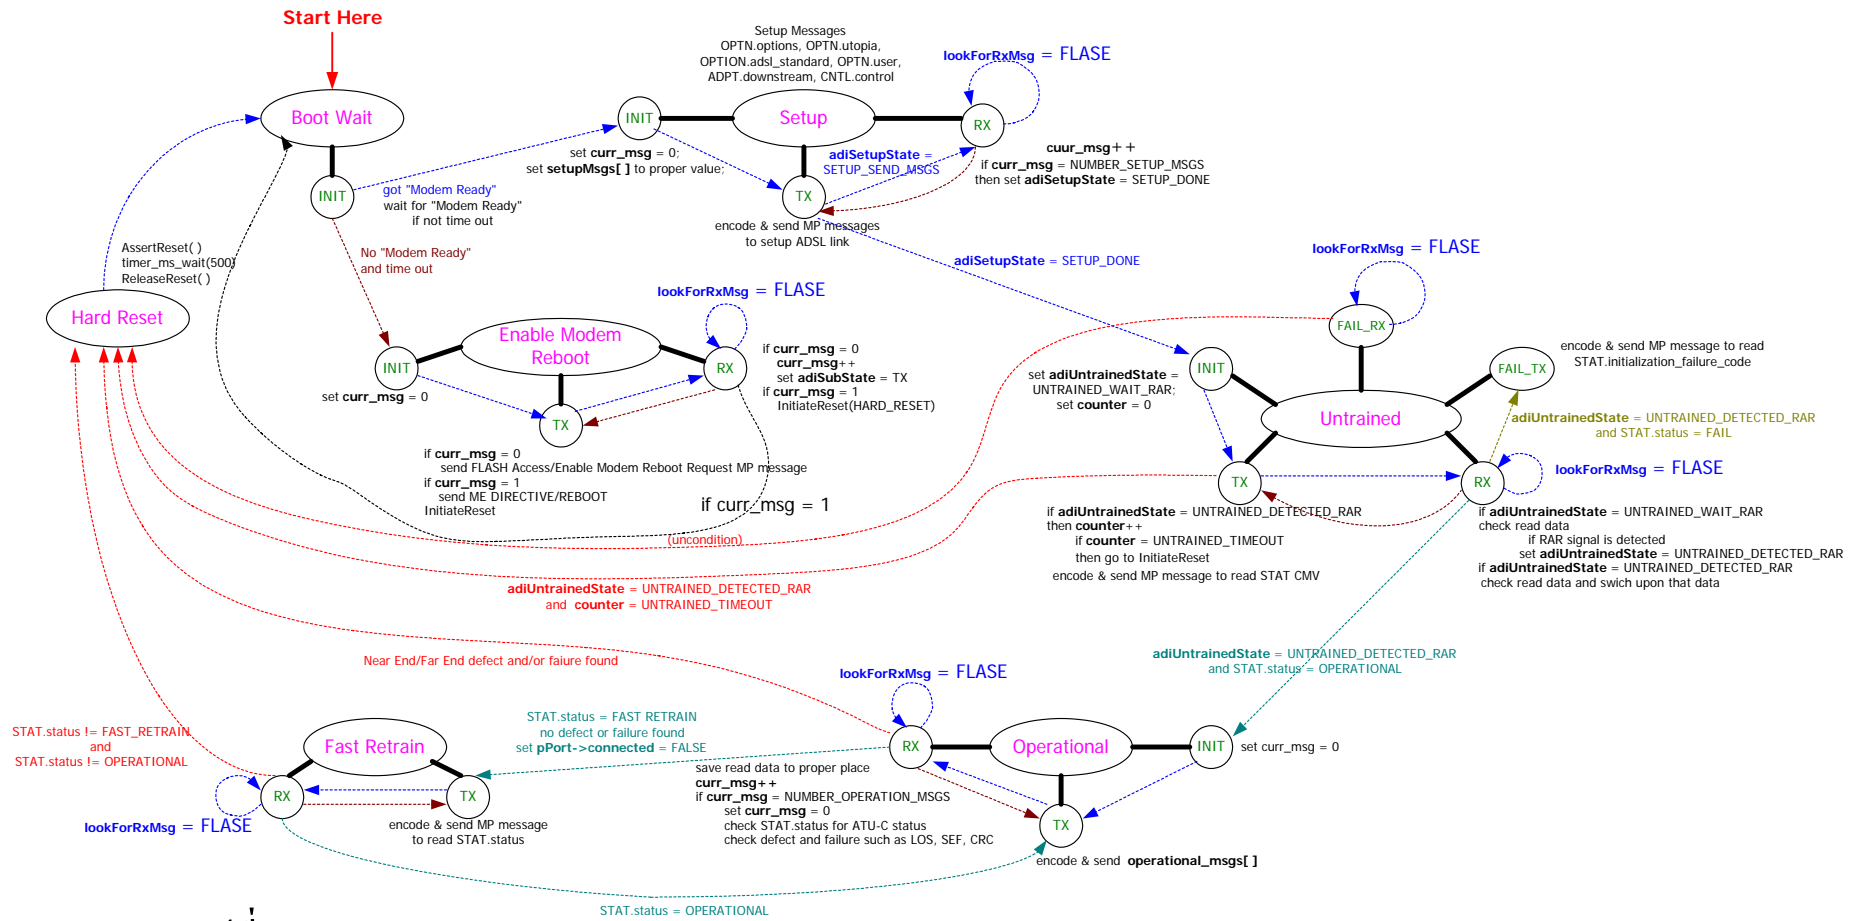 Start Here
Boot Wait
INIT
got "Modem Ready"
wait for "Modem Ready"
if not time out
No "Modem Ready"
and time out
AssertReset( )
timer_ms_wait(500)
ReleaseReset( )
Hard Reset
Setup Messages
OPTN.options, OPTN.utopia,
OPTION.adsl_standard, OPTN.user,
ADPT.downstream, CNTL.control
lookForRxMsg = FLASE
INIT
Setup
RX
set curr_msg = 0;
set setupMsgs[ ] to proper value;
adiSetupState =
SETUP_SEND_MSGS
cuur_msg++
if curr_msg = NUMBER_SETUP_MSGS
then set adiSetupState = SETUP_DONE
TX
encode & send MP messages
to setup ADSL link
adiSetupState = SETUP_DONE
lookForRxMsg = FLASE
Enable Modem
Reboot
INIT
RX
TX
set curr_msg = 0
if curr_msg = 0
curr_msg++
set adiSubState = TX
if curr_msg = 1
InitiateReset(HARD_RESET)
if curr_msg = 0
send FLASH Access/Enable Modem Reboot Request MP message
if curr_msg = 1
send ME DIRECTIVE/REBOOT
InitiateReset
if curr_msg = 1
(uncondition)
lookForRxMsg = FLASE
FAIL_RX
encode & send MP message to read
STAT.initialization_failure_code
FAIL_TX
INIT
set adiUntrainedState =
UNTRAINED_WAIT_RAR;
set counter = 0
Untrained
adiUntrainedState = UNTRAINED_DETECTED_RAR
and STAT.status = FAIL
lookForRxMsg = FLASE
TX
RX
if adiUntrainedState = UNTRAINED_DETECTED_RAR
then counter++
if counter = UNTRAINED_TIMEOUT
then go to InitiateReset
encode & send MP message to read STAT CMV
if adiUntrainedState = UNTRAINED_WAIT_RAR
check read data
if RAR signal is detected
set adiUntrainedState = UNTRAINED_DETECTED_RAR
if adiUntrainedState = UNTRAINED_DETECTED_RAR
check read data and swich upon that data
adiUntrainedState = UNTRAINED_DETECTED_RAR
and counter = UNTRAINED_TIMEOUT
Near End/Far End defect and/or faiure found
adiUntrainedState = UNTRAINED_DETECTED_RAR
and STAT.status = OPERATIONAL
lookForRxMsg = FLASE
STAT.status = FAST RETRAIN
no defect or failure found
set pPort->connected = FALSE
RX
Operational
INIT
set curr_msg = 0
TX
save read data to proper place
curr_msg++
if curr_msg = NUMBER_OPERATION_MSGS
set curr_msg = 0
check STAT.status for ATU-C status
check defect and failure such as LOS, SEF, CRC
encode & send operational_msgs[ ]
STAT.status != FAST_RETRAIN
and
STAT.status != OPERATIONAL
Fast Retrain
RX
TX
lookForRxMsg = FLASE
encode & send MP message
to read STAT.status
STAT.status = OPERATIONAL